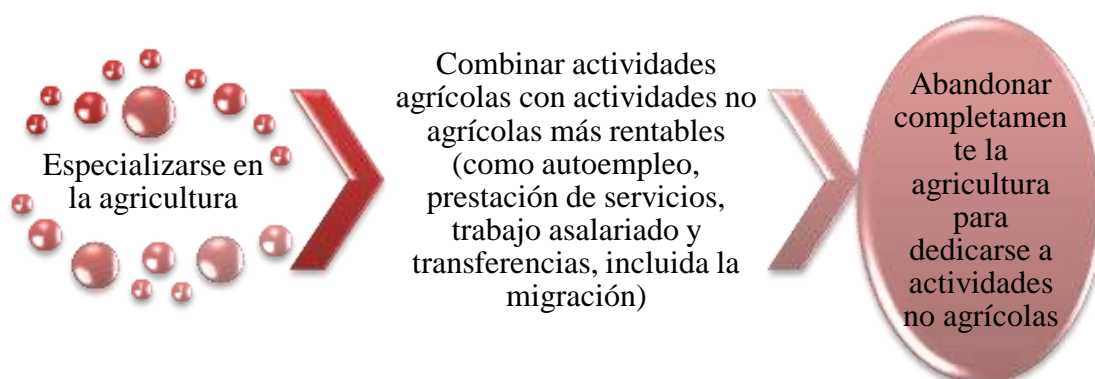 Especializarse en
la agricultura
Combinar actividades
agrícolas con actividades no
agrícolas más rentables
(como autoempleo,
prestación de servicios,
trabajo asalariado y
transferencias, incluida la
migración)
Abandonar
completamen
te la
agricultura
para
dedicarse a
actividades
no agrícolas